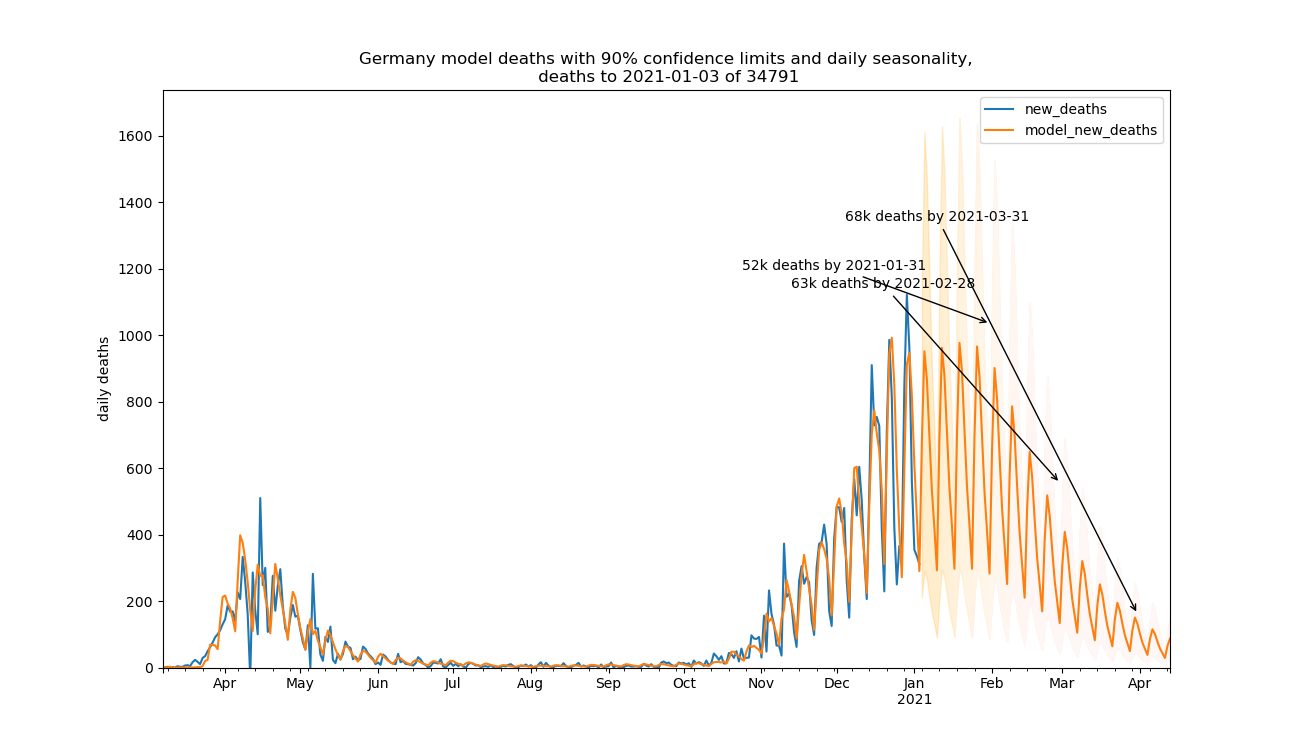 Germany model deaths with 90% confidence limits and daily seasonality,
deaths to 2021-01-03 of 34791
new_deaths
model_new_deaths
1600
1400
1200
1000
800
600
400
200
0
daily deaths
68k deaths by 2021-03-31
52k deaths by 2021-01-31
63k deaths by 2021-02-28
Apr May Jun Jul Aug Sep Oct Nov Dec Jan Feb Mar Apr
2021